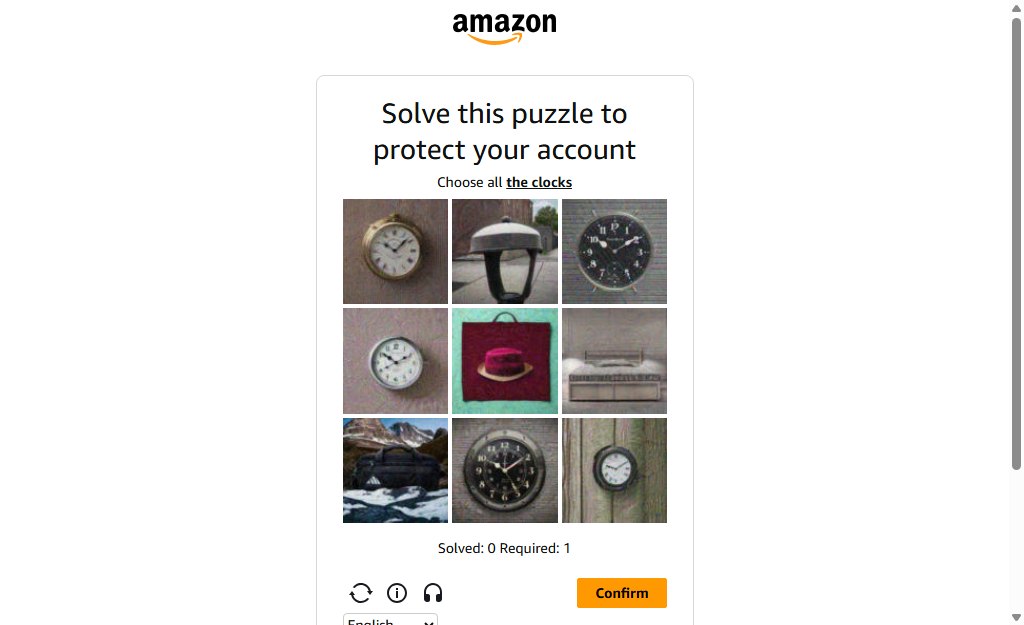 amazon
Solve this puzzle to
protect your account
Choose all the clocks
Solved: 0 Required: 1
Confirm
English